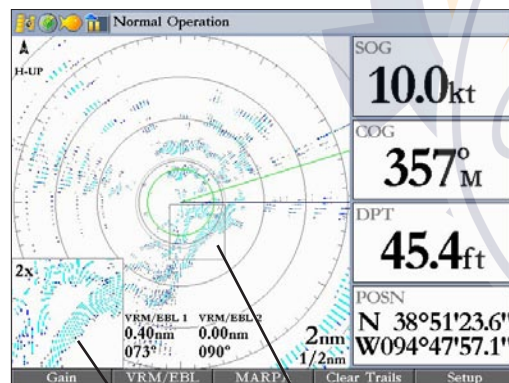 Normal Operation
H-UP
SOG
10.0kt
COG
357°M
DPT
45.4ft
POSN
N 38°51'23.6"
W094°47'57.1"
2x
VRM/EBL 1 VRM/EBL 2
0.40nm 0.00nm
073° 090°
2nm
1/2nm
Gain VRM/EBL MARPA Clear Trails Setup